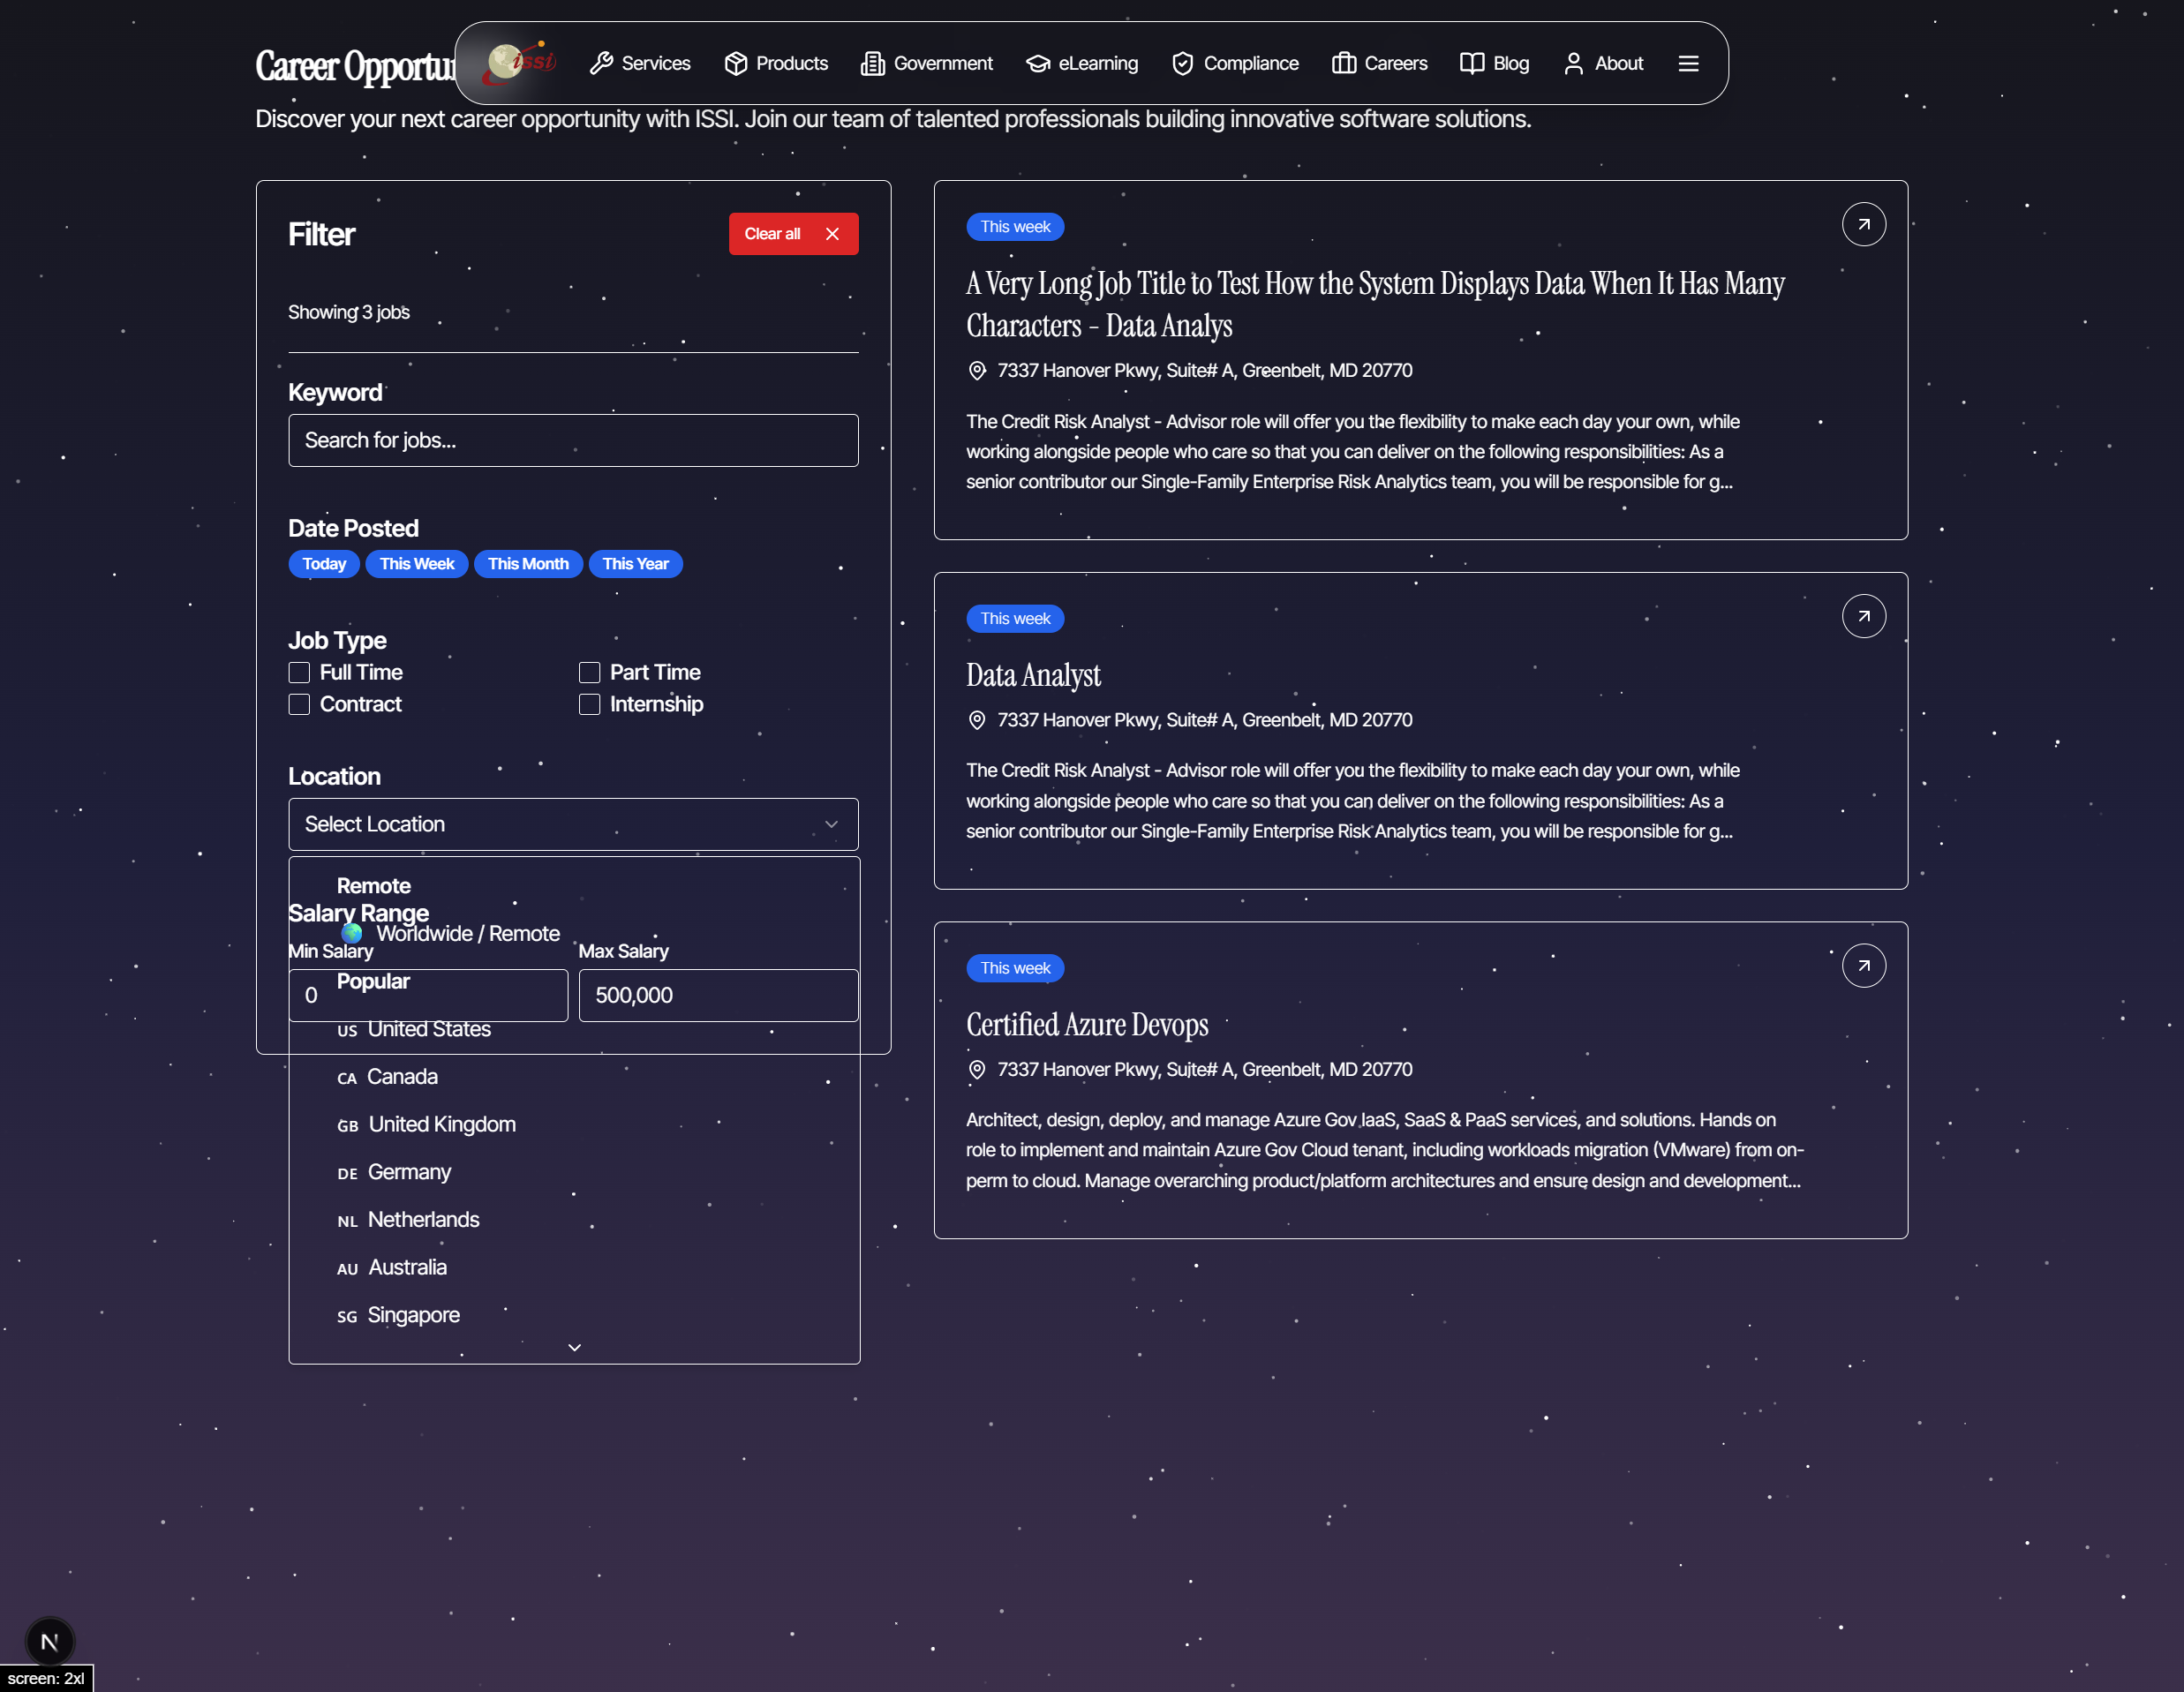 issi
Services
Products
Government
eLearning
Compliance
Careers
Blog
About
Career Opportu
Discover your next career opportunity with ISSI. Join our team of talented professionals building innovative software solutions.
Filter
Clear all
Showing 3 jobs
Keyword
Search for jobs...
Date Posted
Today
This Week
This Month
This Year
Job Type
Full Time
Part Time
Contract
Internship
Location
Select Location
Remote
Salary Range
Worldwide / Remote
Min Salary
Max Salary
Popular
0
500,000
US United States
CA Canada
GB United Kingdom
DE Germany
NL Netherlands
AU Australia
SG Singapore
This week
A Very Long Job Title to Test How the System Displays Data When It Has Many
Characters - Data Analys
7337 Hanover Pkwy, Suite# A, Greenbelt, MD 20770
The Credit Risk Analyst - Advisor role will offer you the flexibility to make each day your own, while
working alongside people who care so that you can deliver on the following responsibilities: As a
senior contributor our Single-Family Enterprise Risk Analytics team, you will be responsible for g...
This week
Data Analyst
7337 Hanover Pkwy, Suite# A, Greenbelt, MD 20770
The Credit Risk Analyst - Advisor role will offer you the flexibility to make each day your own, while
working alongside people who care so that you can deliver on the following responsibilities: As a
senior contributor our Single-Family Enterprise Risk Analytics team, you will be responsible for g...
This week
Certified Azure Devops
7337 Hanover Pkwy, Suite# A, Greenbelt, MD 20770
Architect, design, deploy, and manage Azure Gov IaaS, SaaS & PaaS services, and solutions. Hands on
role to implement and maintain Azure Gov Cloud tenant, including workloads migration (VMware) from on-
perm to cloud. Manage overarching product/platform architectures and ensure design and development...
N
screen: 2xl